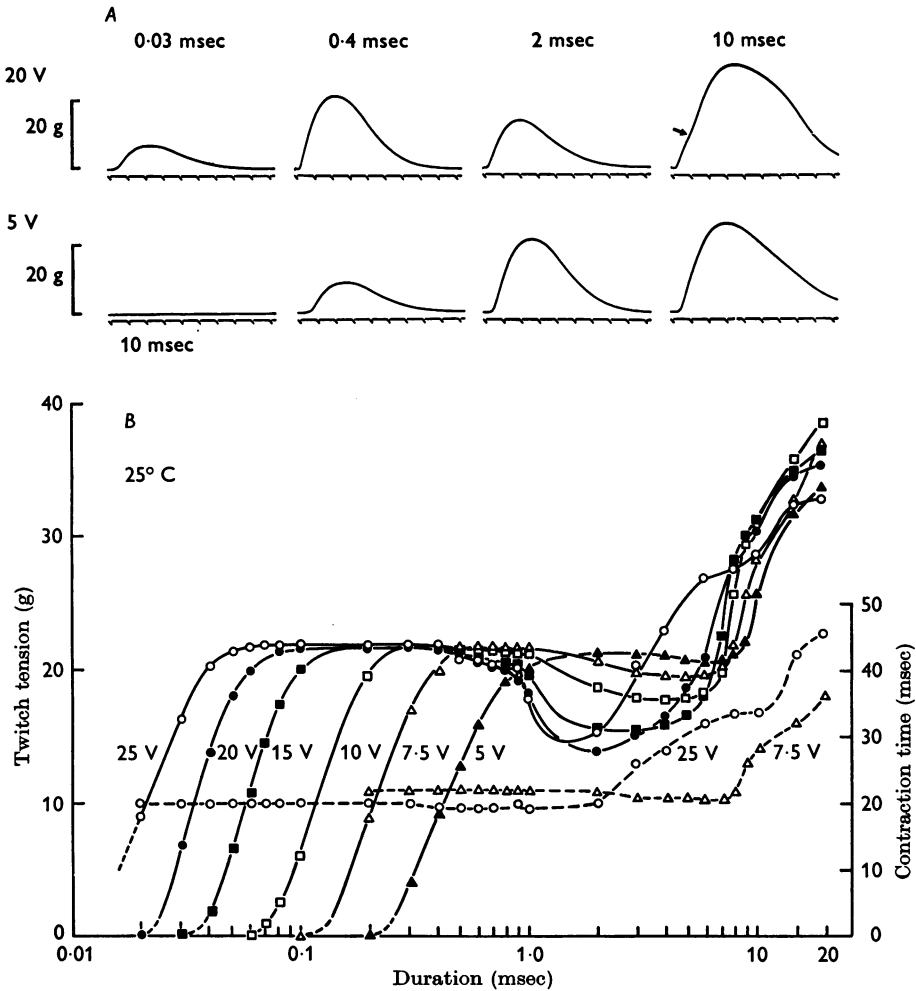 A
0·03 msec 0·4 msec 2 msec 10 msec
20 V
20 g
5 V
20 g
10 msec
B
25° C
40
30
20
10
0
Twitch tension (g)
50
40
30
20
10
0
Contraction time (msec)
25 V 20 V 15 V 10 V 7·5 V 5 V 25 V 7·5 V
0·01 0·1 1·0 10 20
Duration (msec)